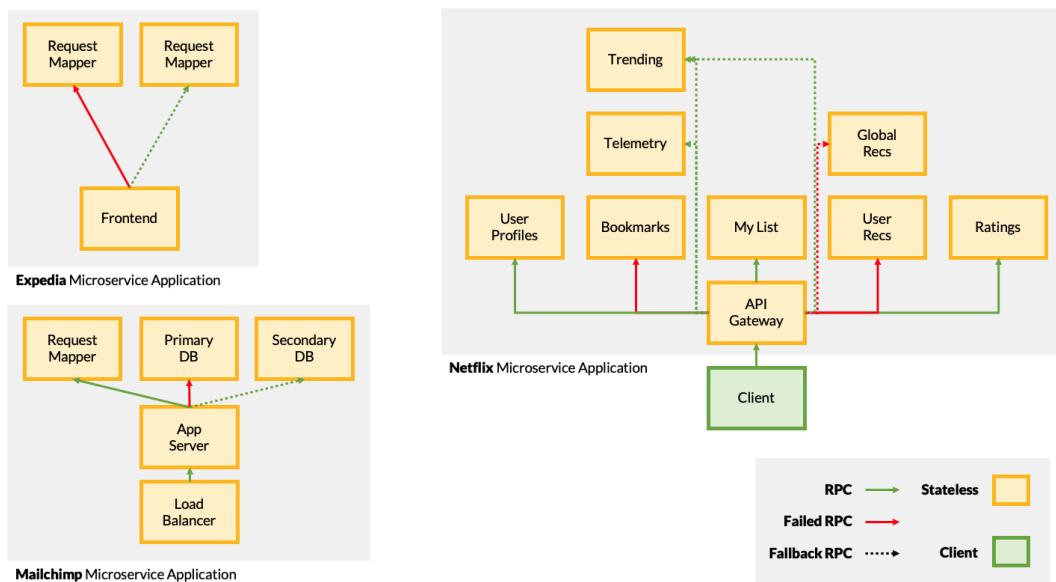 Request
Mapper
Request
Mapper
Frontend
Expedia Microservice Application
Request
Mapper
Primary
DB
Secondary
DB
App
Server
Load
Balancer
Mailchimp Microservice Application
Trending
Telemetry
Global
Recs
User
Profiles
Bookmarks
My List
User
Recs
Ratings
API
Gateway
Netflix Microservice Application
Client
RPC
Stateless
Failed RPC
Fallback RPC
Client